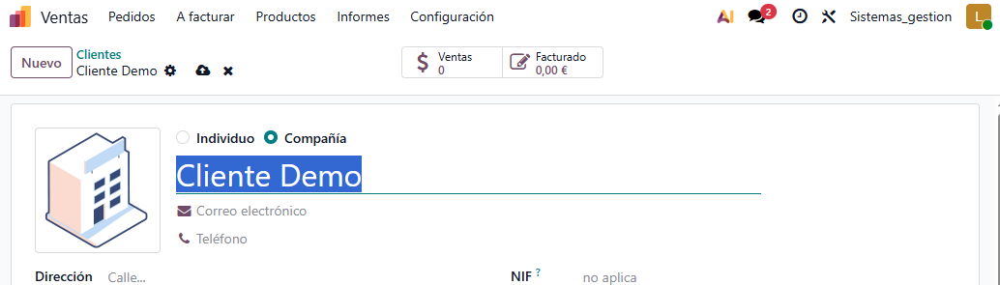 Ventas Pedidos A facturar Productos Informes Configuración AI 2 Sistemas_gestion L
Nuevo
Clientes
Cliente Demo
Ventas
0
Facturado
0,00 €
Individuo Compañía
Cliente Demo
Correo electrónico
Teléfono
Dirección Calle... NIF ? no aplica